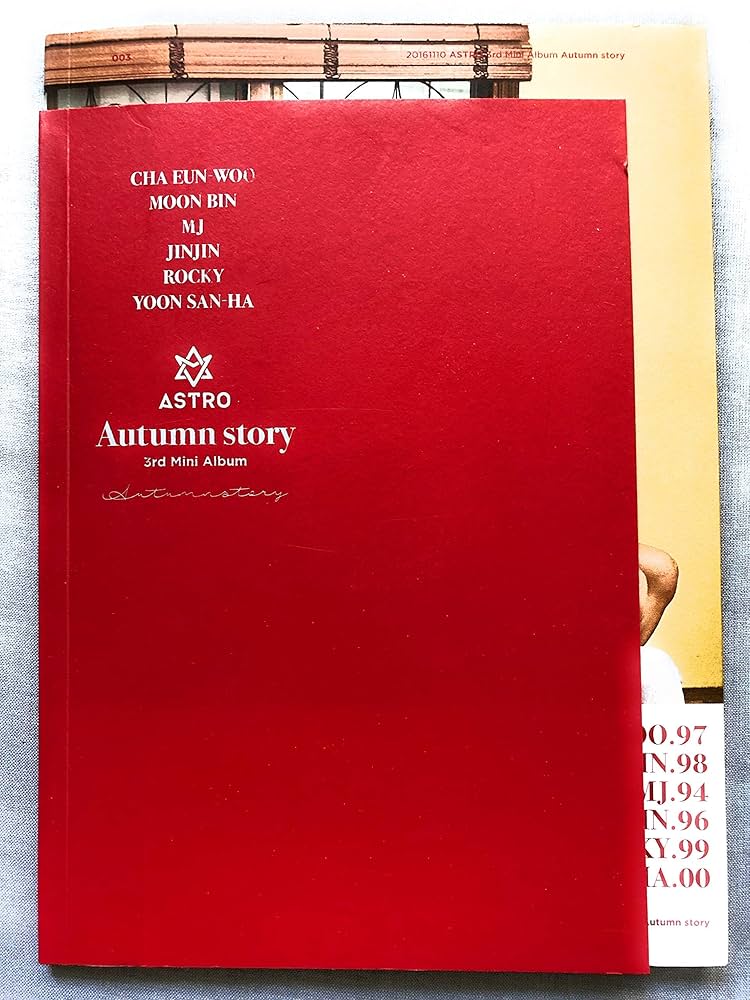 003
20161110 ASTRO 3rd Mini Album Autumn story
CHA EUN-WOO
MOON BIN
MJ
JINJIN
ROCKY
YOON SAN-HA
ASTRO
Autumn story
3rd Mini Album
Autumnstory
OO.97
IN.98
MJ.94
IN.96
KY.99
HA.00
Autumn story